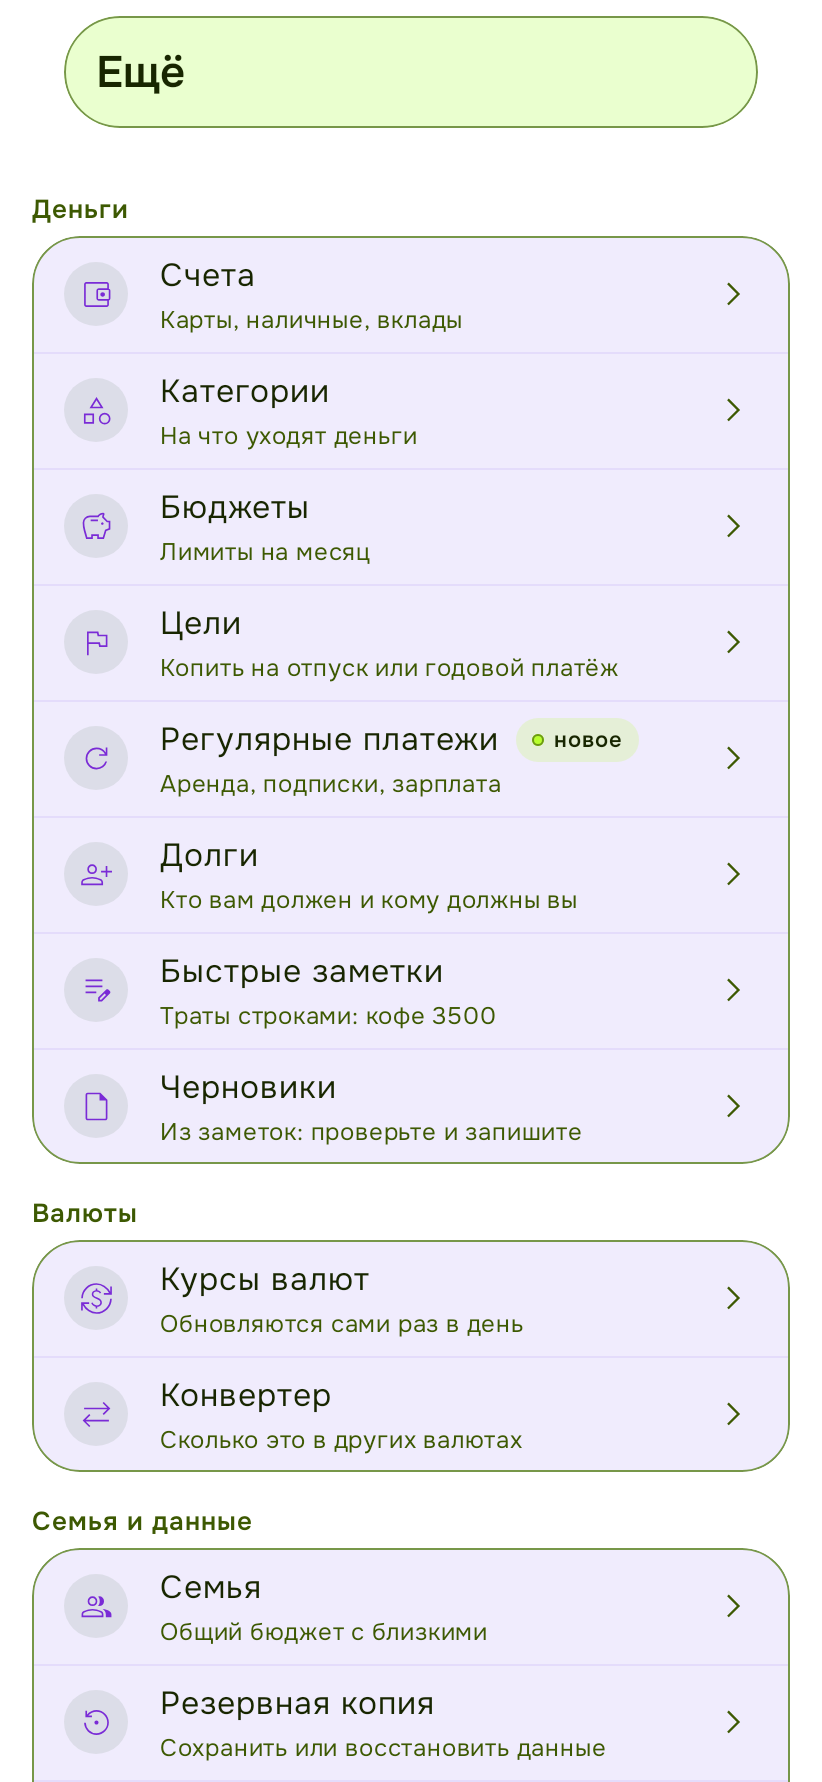 Ещё
Деньги
Счета
Карты, наличные, вклады
Категории
На что уходят деньги
Бюджеты
Лимиты на месяц
Цели
Копить на отпуск или годовой платёж
Регулярные платежи новое
Аренда, подписки, зарплата
Долги
Кто вам должен и кому должны вы
Быстрые заметки
Траты строками: кофе 3500
Черновики
Из заметок: проверьте и запишите
Валюты
Курсы валют
Обновляются сами раз в день
Конвертер
Сколько это в других валютах
Семья и данные
Семья
Общий бюджет с близкими
Резервная копия
Сохранить или восстановить данные